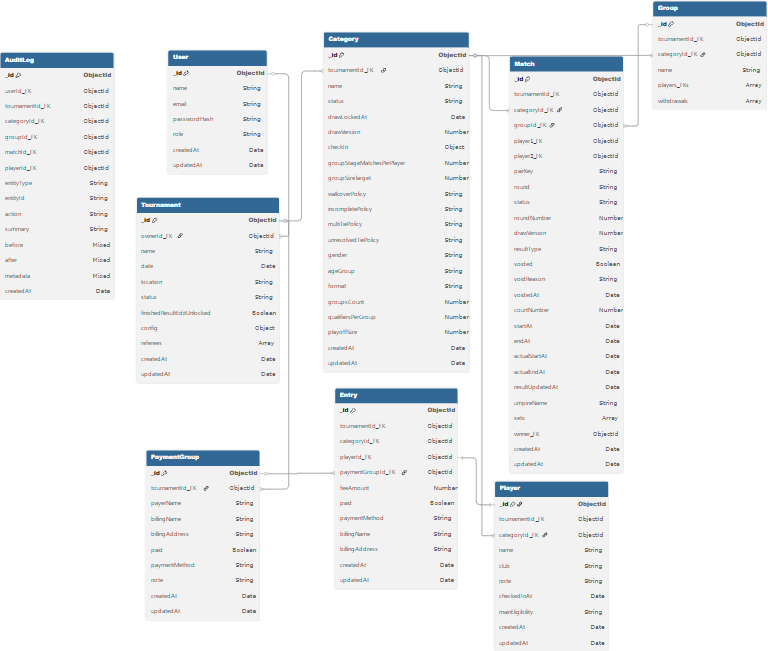 AuditLog
_id ObjectId
userId_FK ObjectId
tournamentId_FK ObjectId
categoryId_FK ObjectId
groupId_FK ObjectId
matchId_FK ObjectId
playerId_FK ObjectId
entityType String
entityId String
action String
summary String
before Mixed
after Mixed
metadata Mixed
createdAt Date
User
_id ObjectId
name String
email String
passwordHash String
role String
createdAt Date
updatedAt Date
Tournament
_id ObjectId
ownerId_FK ObjectId
name String
date Date
location String
status String
finishedResultEditUnlocked Boolean
config Object
referees Array
createdAt Date
updatedAt Date
Category
_id ObjectId
tournamentId_FK ObjectId
name String
status String
drawLockedAt Date
drawVersion Number
checkIn Object
groupStageMatchesPerPlayer Number
groupSizeTarget Number
walkoverPolicy String
incompletePolicy String
multiTiePolicy String
unresolvedTiePolicy String
gender String
ageGroup String
format String
groupsCount Number
qualifiersPerGroup Number
playoffSize Number
createdAt Date
updatedAt Date
Match
_id ObjectId
tournamentId_FK ObjectId
categoryId_FK ObjectId
groupId_FK ObjectId
player1_FK ObjectId
player2_FK ObjectId
pairKey String
round String
status String
roundNumber Number
drawVersion Number
resultType String
voided Boolean
voidReason String
voidedAt Date
courtNumber Number
startAt Date
endAt Date
actualStartAt Date
actualEndAt Date
resultUpdatedAt Date
umpireName String
sets Array
winner_FK ObjectId
createdAt Date
updatedAt Date
Group
_id ObjectId
tournamentId_FK ObjectId
categoryId_FK ObjectId
name String
players_FKs Array
withdrawals Array
PaymentGroup
_id ObjectId
tournamentId_FK ObjectId
payerName String
billingName String
billingAddress String
paid Boolean
paymentMethod String
note String
createdAt Date
updatedAt Date
Entry
_id ObjectId
tournamentId_FK ObjectId
categoryId_FK ObjectId
playerId_FK ObjectId
paymentGroupId_FK ObjectId
feeAmount Number
paid Boolean
paymentMethod String
billingName String
billingAddress String
createdAt Date
updatedAt Date
Player
_id ObjectId
tournamentId_FK ObjectId
categoryId_FK ObjectId
name String
club String
note String
checkedInAt Date
mainEligibility String
createdAt Date
updatedAt Date